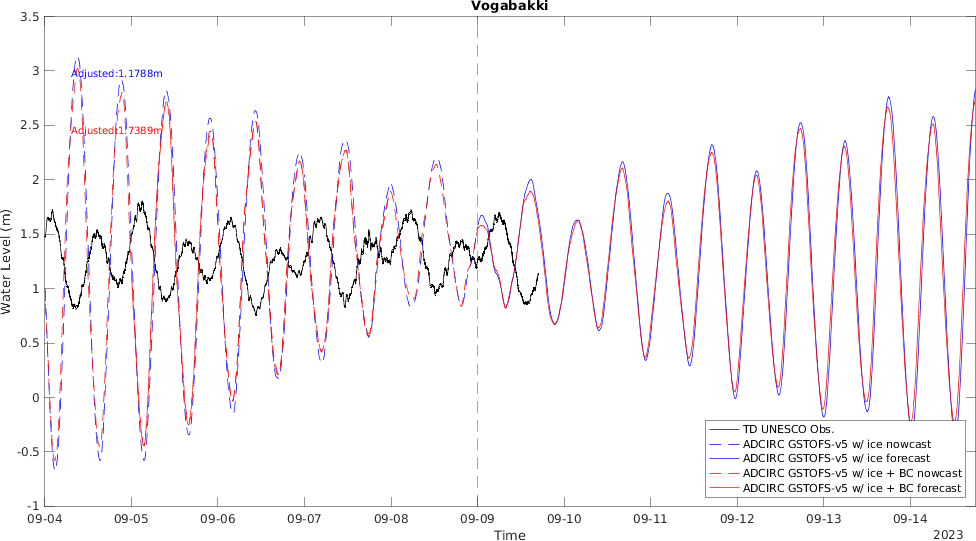 Vogabakki
3.5
3
2.5
2
1.5
1
0.5
0
-0.5
-1
Water Level (m)
Adjusted:1.1788m
Adjusted:1.7389m
TD UNESCO Obs.
ADCIRC GSTOFS-v5 w/ ice nowcast
ADCIRC GSTOFS-v5 w/ ice forecast
ADCIRC GSTOFS-v5 w/ ice + BC nowcast
ADCIRC GSTOFS-v5 w/ ice + BC forecast
09-04 09-05 09-06 09-07 09-08 09-09 09-10 09-11 09-12 09-13 09-14
Time
2023